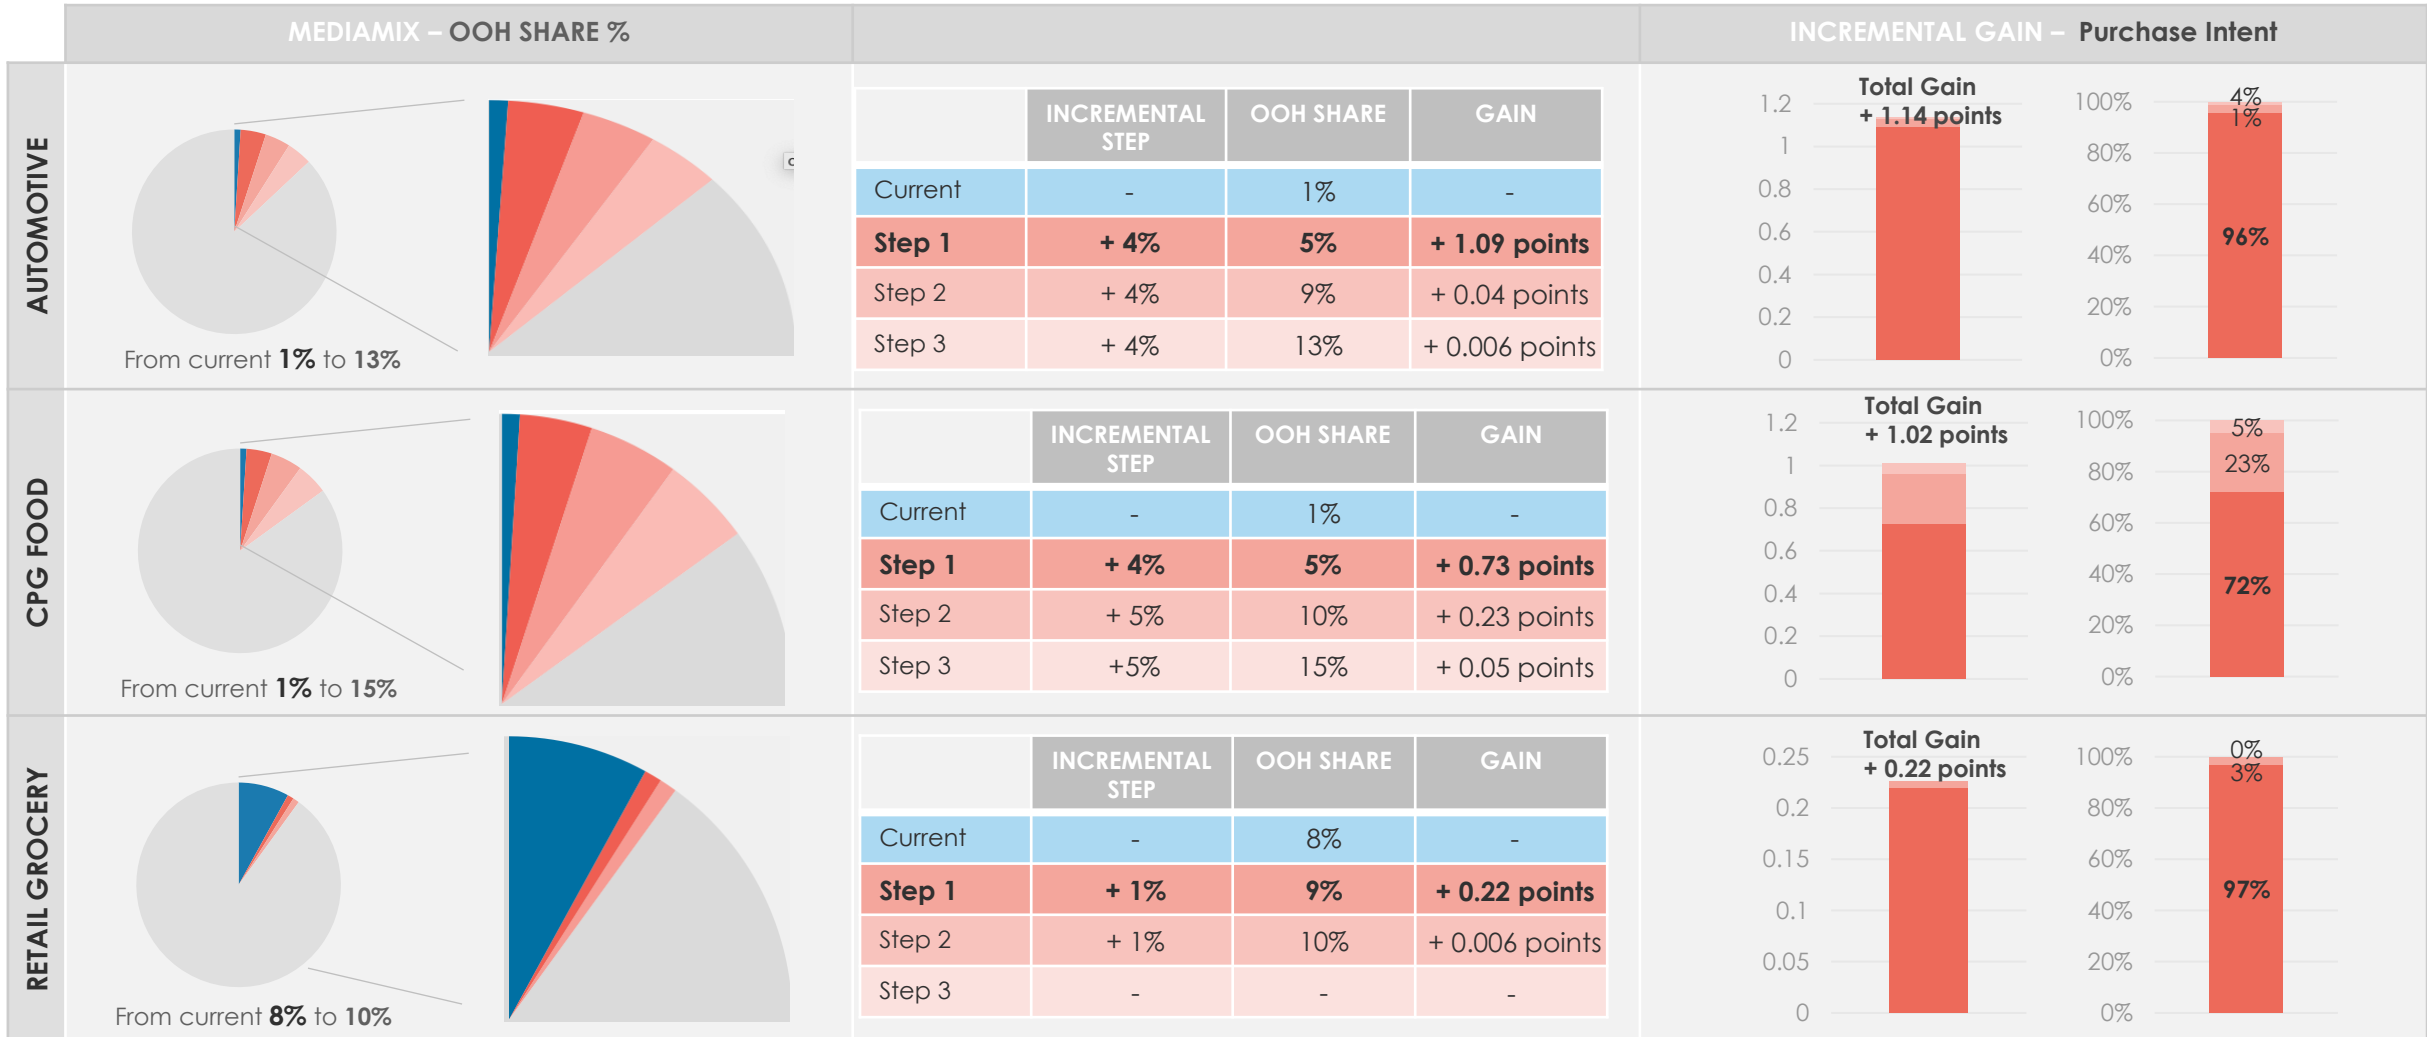 MEDIAMIX – OOH SHARE %
INCREMENTAL GAIN – Purchase Intent
AUTOMOTIVE
From current 1% to 13%
INCREMENTAL STEP OOH SHARE GAIN
Current - 1% -
Step 1 + 4% 5% + 1.09 points
Step 2 + 4% 9% + 0.04 points
Step 3 + 4% 13% + 0.006 points
Total Gain
+ 1.14 points
1.2
1
0.8
0.6
0.4
0.2
0
100%
80%
60%
40%
20%
0%
4%
1%
96%
CPG FOOD
From current 1% to 15%
INCREMENTAL STEP OOH SHARE GAIN
Current - 1% -
Step 1 + 4% 5% + 0.73 points
Step 2 + 5% 10% + 0.23 points
Step 3 +5% 15% + 0.05 points
Total Gain
+ 1.02 points
1.2
1
0.8
0.6
0.4
0.2
0
100%
80%
60%
40%
20%
0%
5%
23%
72%
RETAIL GROCERY
From current 8% to 10%
INCREMENTAL STEP OOH SHARE GAIN
Current - 8% -
Step 1 + 1% 9% + 0.22 points
Step 2 + 1% 10% + 0.006 points
Step 3 - - -
Total Gain
+ 0.22 points
0.25
0.2
0.15
0.1
0.05
0
100%
80%
60%
40%
20%
0%
0%
3%
97%